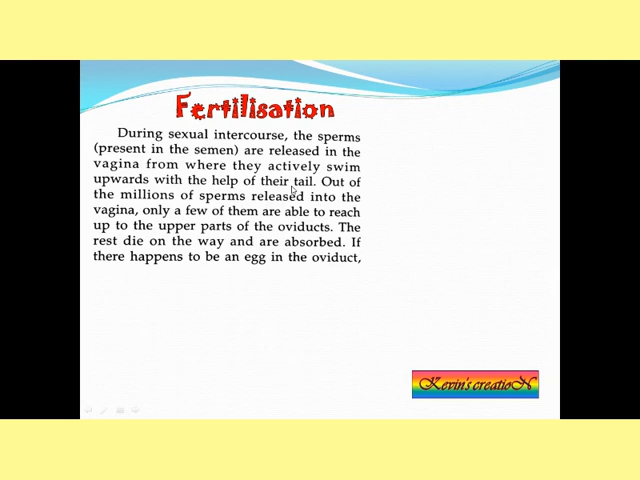 Fertilisation
During sexual intercourse, the sperms
(present in the semen) are released in the
vagina from where they actively swim
upwards with the help of their tail. Out of
the millions of sperms released into the
vagina, only a few of them are able to reach
up to the upper parts of the oviducts. The
rest die on the way and are absorbed. If
there happens to be an egg in the oviduct,
Kevin's creatioN